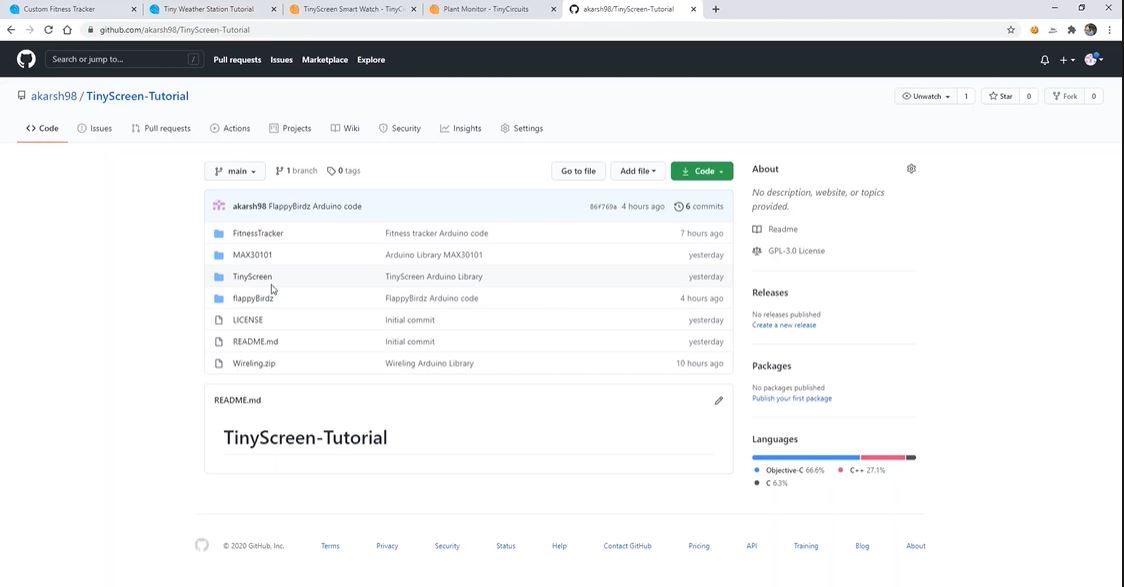 Custom Fitness Tracker
Tiny Weather Station Tutorial
TinyScreen Smart Watch - TinyCi
Plant Monitor - TinyCircuits
akarsh98/TinyScreen-Tutorial
github.com/akarsh98/TinyScreen-Tutorial
Search or jump to... /
Pull requests Issues Marketplace Explore
akarsh98 / TinyScreen-Tutorial
Unwatch 1 Star 0 Fork 0
Code Issues Pull requests Actions Projects Wiki Security Insights Settings
main 1 branch 0 tags Go to file Add file Code
akarsh98 FlappyBirdz Arduino code 86f769a 4 hours ago 6 commits
FitnessTracker Fitness tracker Arduino code 7 hours ago
MAX30101 Arduino Library MAX30101 yesterday
TinyScreen TinyScreen Arduino Library yesterday
flappyBirdz FlappyBirdz Arduino code 4 hours ago
LICENSE Initial commit yesterday
README.md Initial commit yesterday
Wireling.zip Wireling Arduino Library 10 hours ago
README.md
TinyScreen-Tutorial
About
No description, website, or topics
provided.
Readme
GPL-3.0 License
Releases
No releases published
Create a new release
Packages
No packages published
Publish your first package
Languages
Objective-C 66.6% C++ 27.1%
C 6.3%
© 2020 GitHub, Inc. Terms Privacy Security Status Help Contact GitHub Pricing API Training Blog About